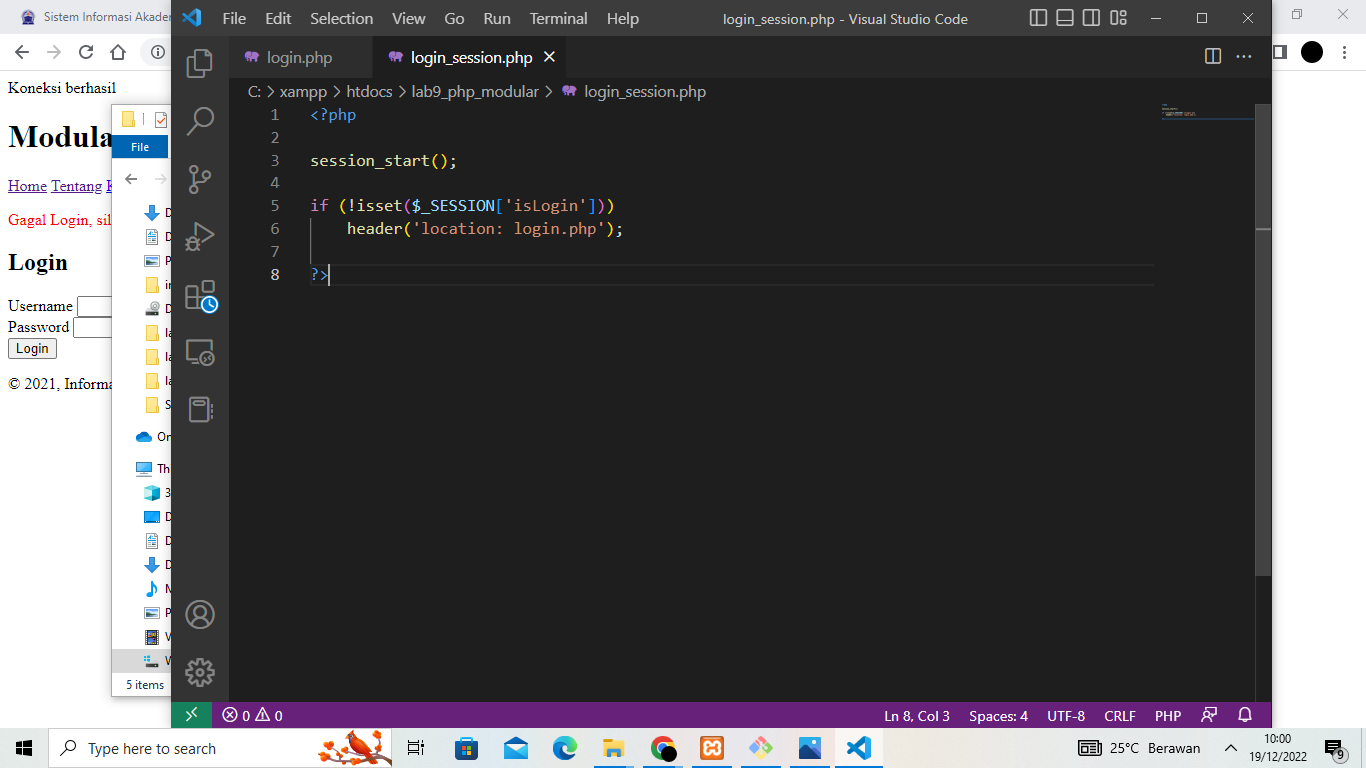 Sistem Informasi Akader
Koneksi berhasil
Modula
Home Tentang K
Gagal Login, sil
Login
Username
Password
Login
© 2021, Informa
File
5 items
File Edit Selection View Go Run Terminal Help
login_session.php - Visual Studio Code
login.php
login_session.php
C: > xampp > htdocs > lab9_php_modular > login_session.php
1 <?php
2
3 session_start();
4
5 if (!isset($_SESSION['isLogin']))
6 header('location: login.php');
7
8 ?>
0 0
Ln 8, Col 3 Spaces: 4 UTF-8 CRLF PHP
Type here to search
25°C Berawan
10:00
19/12/2022
9